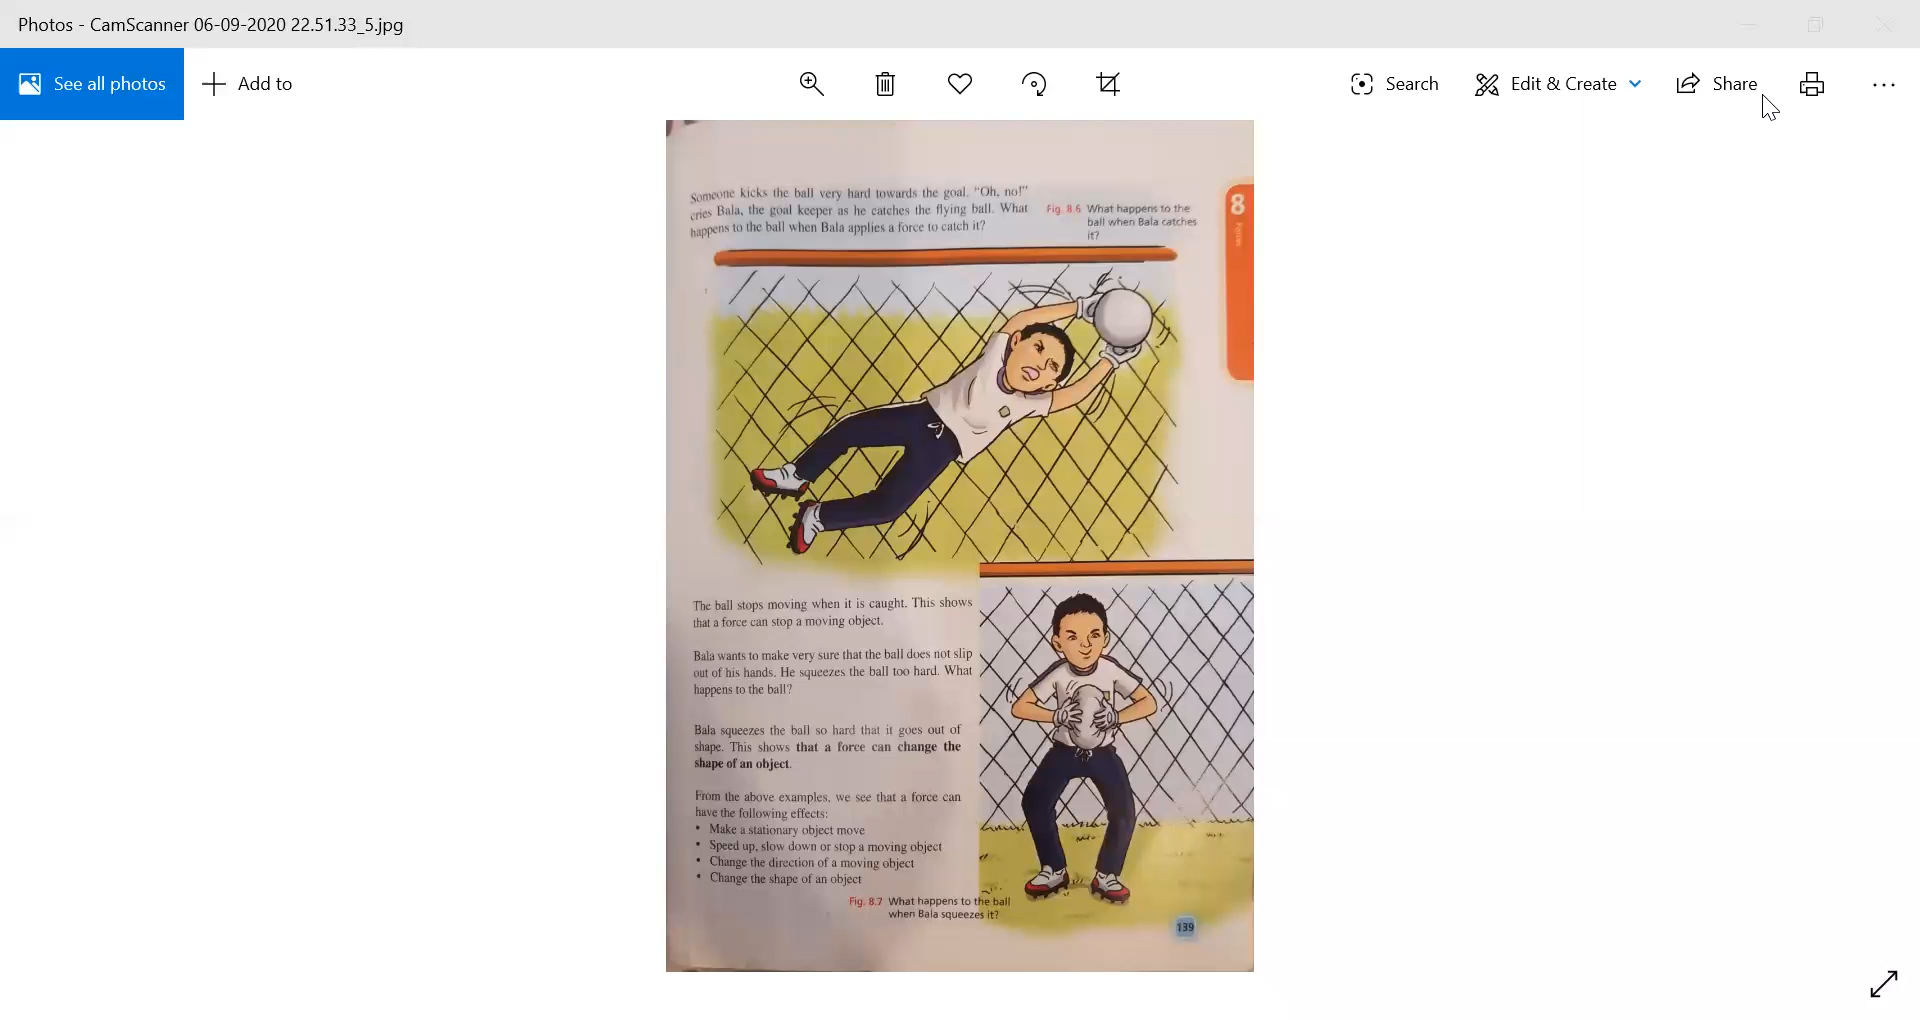 Photos - CamScanner 06-09-2020 22.51.33_5.jpg
See all photos
Add to
Search
Edit & Create
Share
Someone kicks the ball very hard towards the goal. "Oh, no!"
cries Bala, the goal keeper as he catches the flying ball. What
happens to the ball when Bala applies a force to catch it?
Fig. 8.6 What happens to the
ball when Bala catches
it?
8
Forces
The ball stops moving when it is caught. This shows
that a force can stop a moving object.
Bala wants to make very sure that the ball does not slip
out of his hands. He squeezes the ball too hard. What
happens to the ball?
Bala squeezes the ball so hard that it goes out of
shape. This shows that a force can change the
shape of an object.
From the above examples, we see that a force can
have the following effects:
• Make a stationary object move
• Speed up, slow down or stop a moving object
• Change the direction of a moving object
• Change the shape of an object
Fig. 8.7 What happens to the ball
when Bala squeezes it?
139